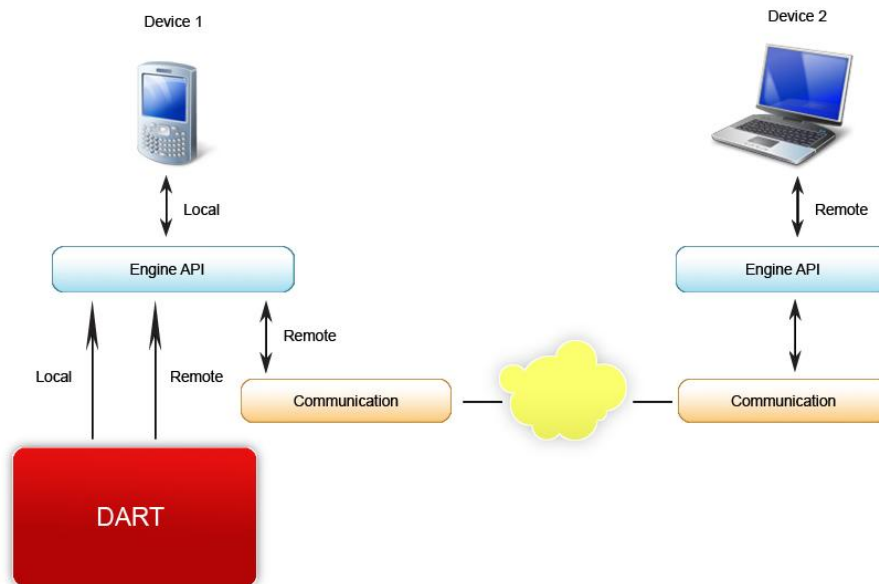 Device 1
Device 2
Local
Remote
Engine API
Engine API
Remote
Local
Remote
Communication
Communication
DART